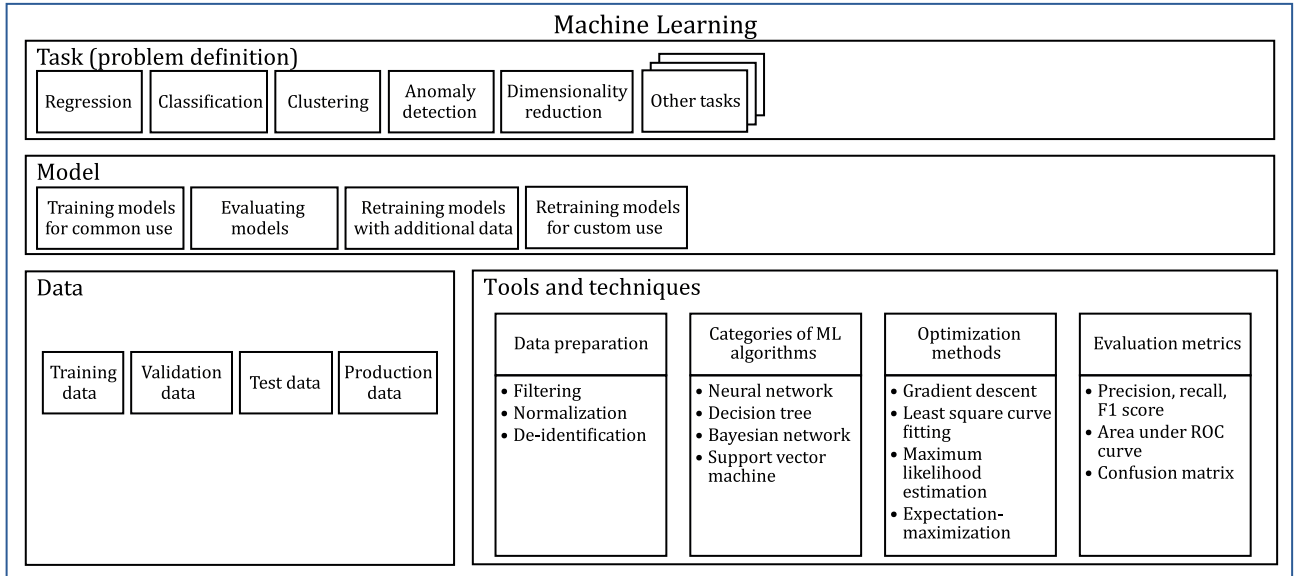 Machine Learning
Task (problem definition)
Regression
Classification
Clustering
Anomaly
detection
Dimensionality
reduction
Other tasks
Model
Training models
for common use
Evaluating
models
Retraining models
with additional data
Retraining models
for custom use
Data
Training
data
Validation
data
Test data
Production
data
Tools and techniques
Data preparation
• Filtering
• Normalization
• De-identification
Categories of ML
algorithms
• Neural network
• Decision tree
• Bayesian network
• Support vector
machine
Optimization
methods
• Gradient descent
• Least square curve
fitting
• Maximum
likelihood
estimation
• Expectation-
maximization
Evaluation metrics
• Precision, recall,
F1 score
• Area under ROC
curve
• Confusion matrix